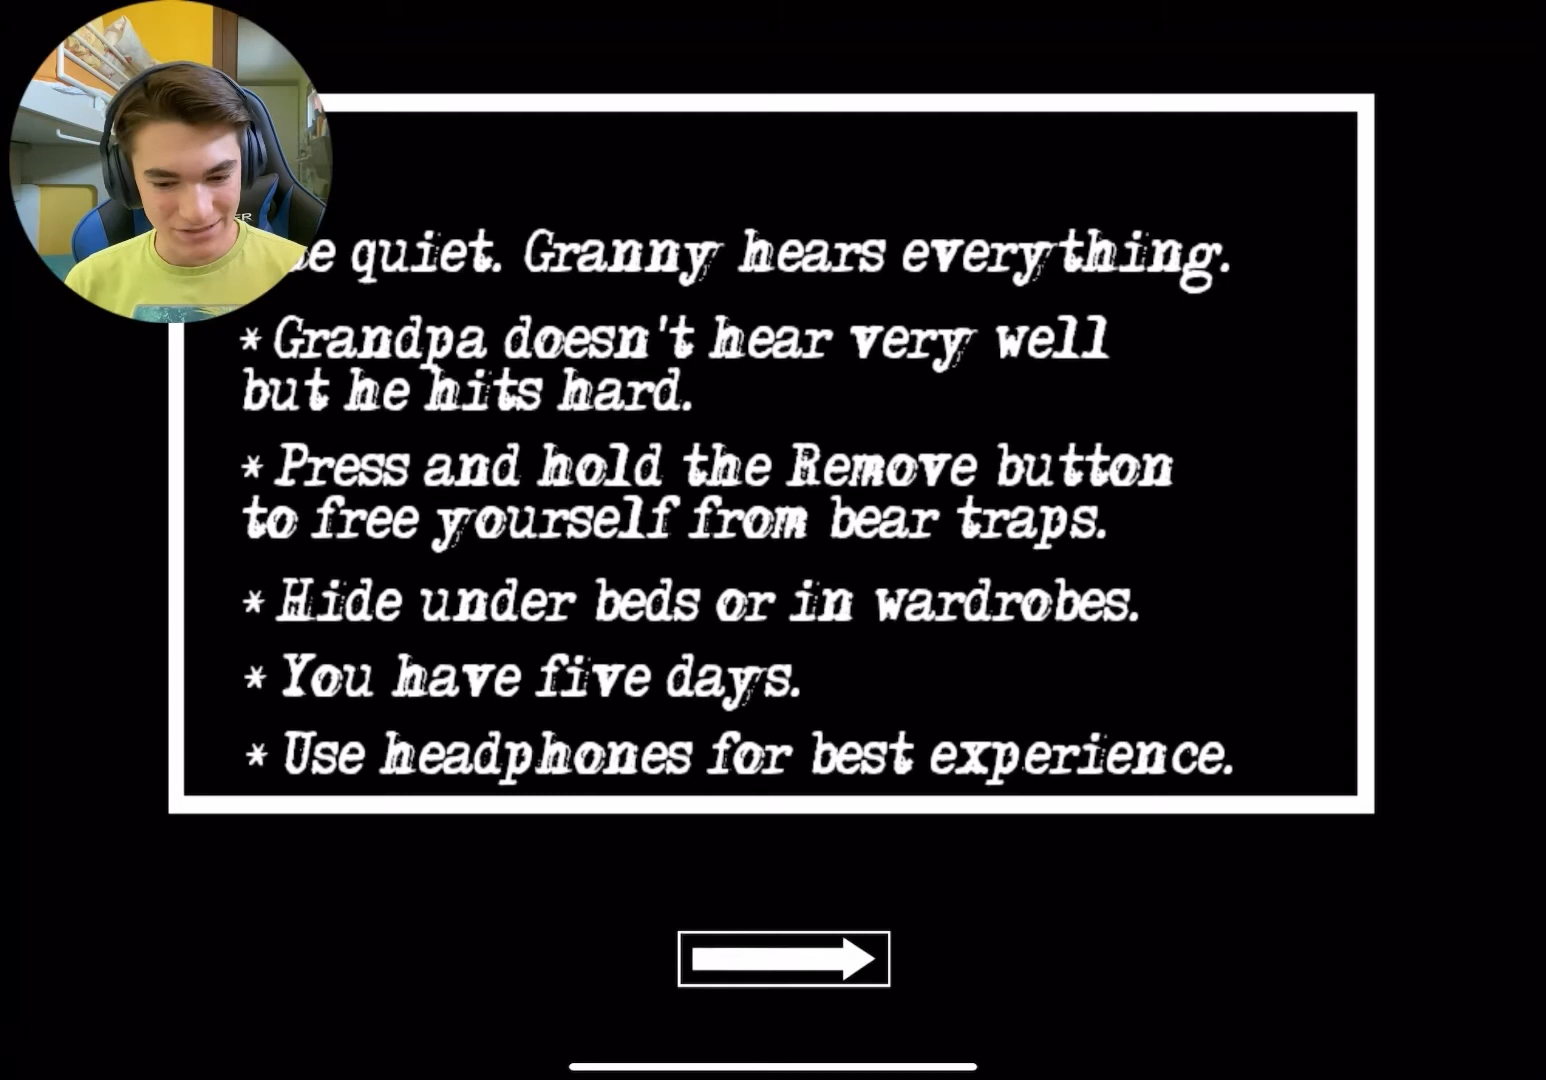 quiet. Granny hears everything.
* Grandpa doesn't hear very well
but he hits hard.
* Press and hold the Remove button
to free yourself from bear traps.
* Hide under beds or in wardrobes.
* You have five days.
* Use headphones for best experience.